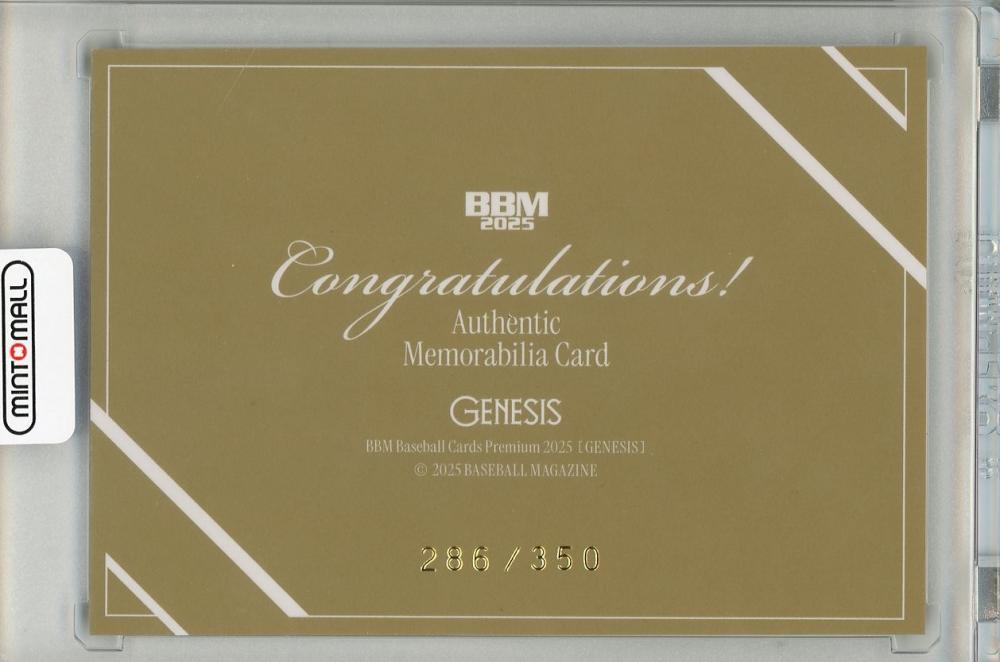 BBM
2025
Congratulations!
Authentic
Memorabilia Card
GENESIS
BBM Baseball Cards Premium 2025 [GENESIS]
© 2025 BASEBALL MAGAZINE
286/350
MINTOMALL